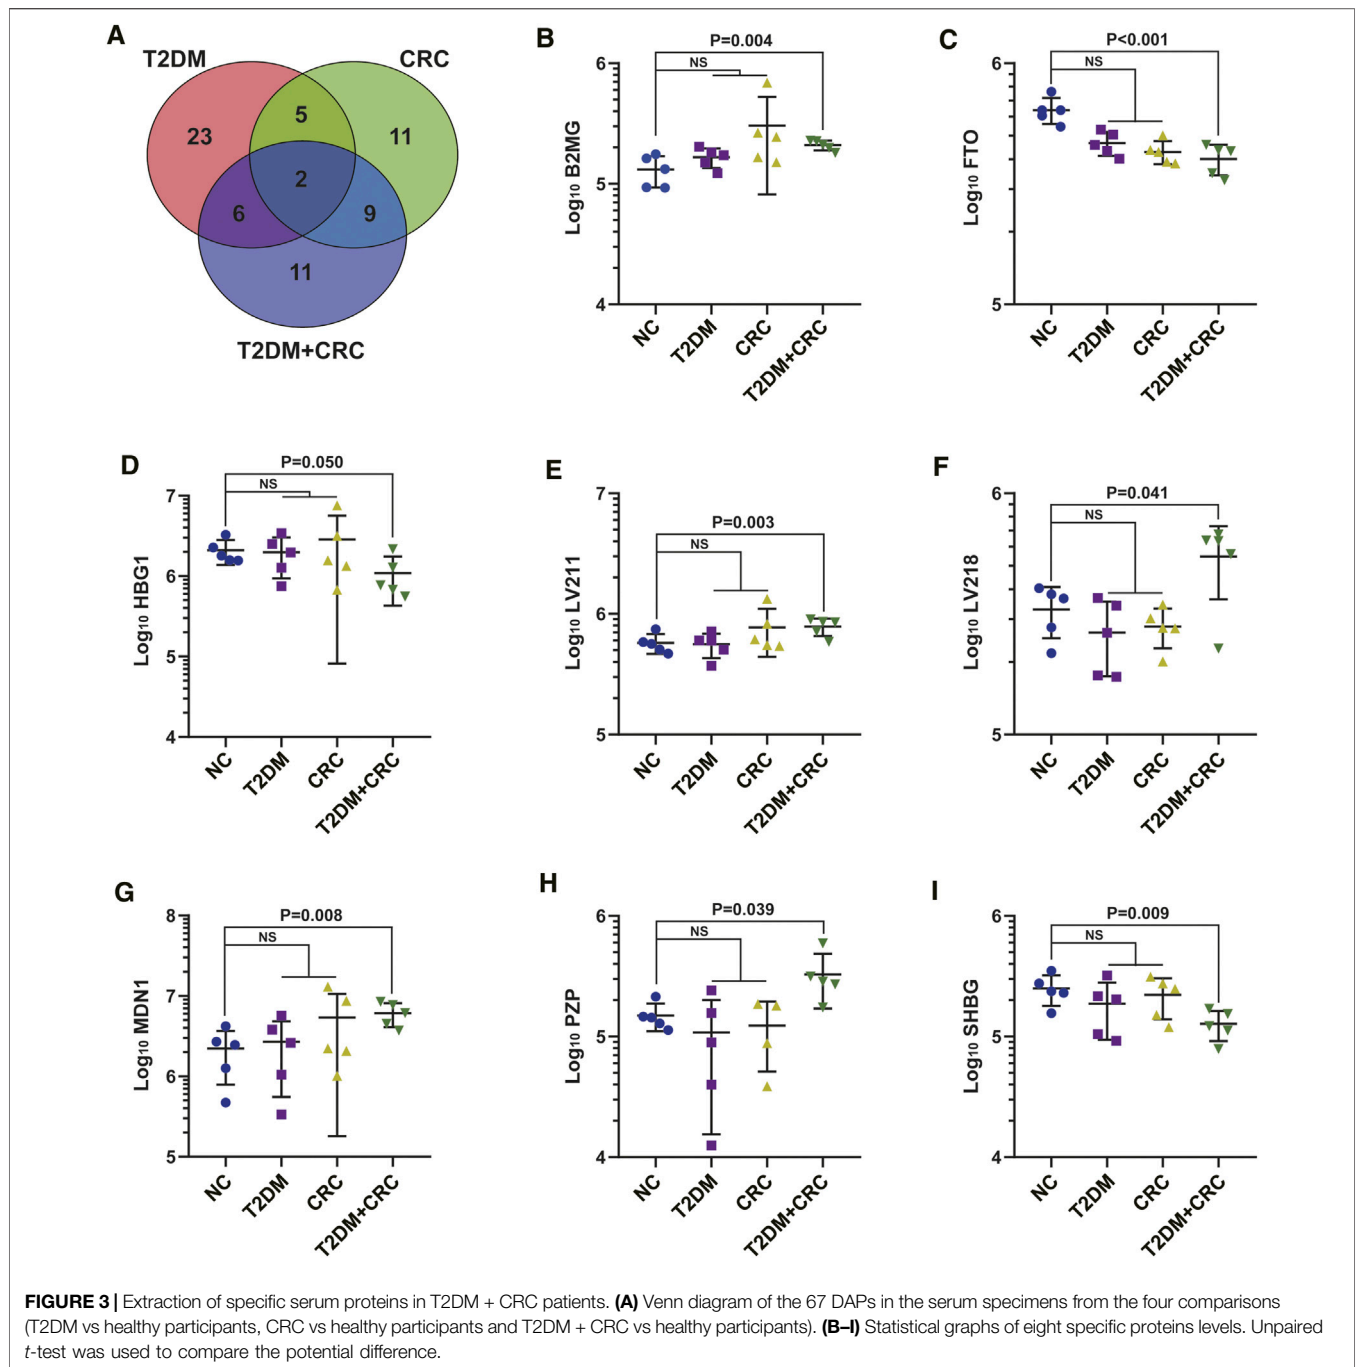 A
T2DM
CRC
23
5
11
2
6
9
11
T2DM+CRC
B
P=0.004
NS
6
5
4
Log₁₀ B2MG
NC
T2DM
CRC
T2DM+CRC
C
P<0.001
NS
6
5
Log₁₀ FTO
NC
T2DM
CRC
T2DM+CRC
D
P=0.050
NS
7
6
5
4
Log₁₀ HBG1
NC
T2DM
CRC
T2DM+CRC
E
P=0.003
NS
7
6
5
Log₁₀ LV211
NC
T2DM
CRC
T2DM+CRC
F
P=0.041
NS
6
5
Log₁₀ LV218
NC
T2DM
CRC
T2DM+CRC
G
P=0.008
NS
8
7
6
5
Log₁₀ MDN1
NC
T2DM
CRC
T2DM+CRC
H
P=0.039
NS
6
5
4
Log₁₀ PZP
NC
T2DM
CRC
T2DM+CRC
I
P=0.009
NS
6
5
4
Log₁₀ SHBG
NC
T2DM
CRC
T2DM+CRC
FIGURE 3 | Extraction of specific serum proteins in T2DM + CRC patients. (A) Venn diagram of the 67 DAPs in the serum specimens from the four comparisons
(T2DM vs healthy participants, CRC vs healthy participants and T2DM + CRC vs healthy participants). (B–I) Statistical graphs of eight specific proteins levels. Unpaired
t-test was used to compare the potential difference.